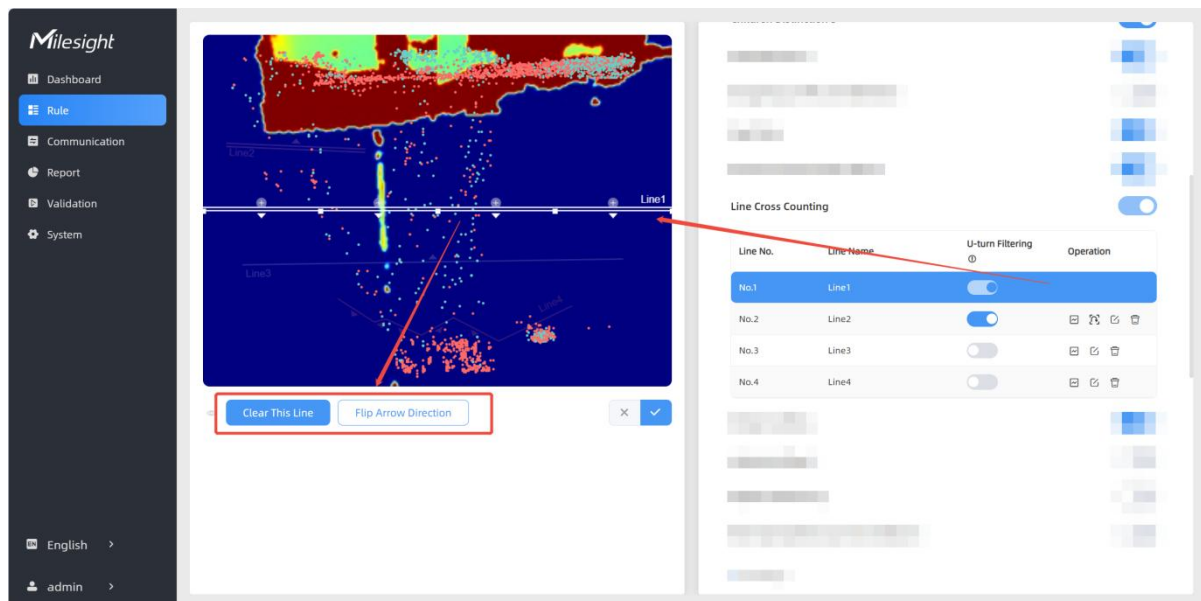 Milesight
Dashboard
Rule
Communication
Report
Validation
System
EN English
admin
Line2
Line1
Line3
Line4
Clear This Line
Flip Arrow Direction
Line Cross Counting
Line No. Line Name U-turn Filtering Operation
No.1 Line1
No.2 Line2
No.3 Line3
No.4 Line4